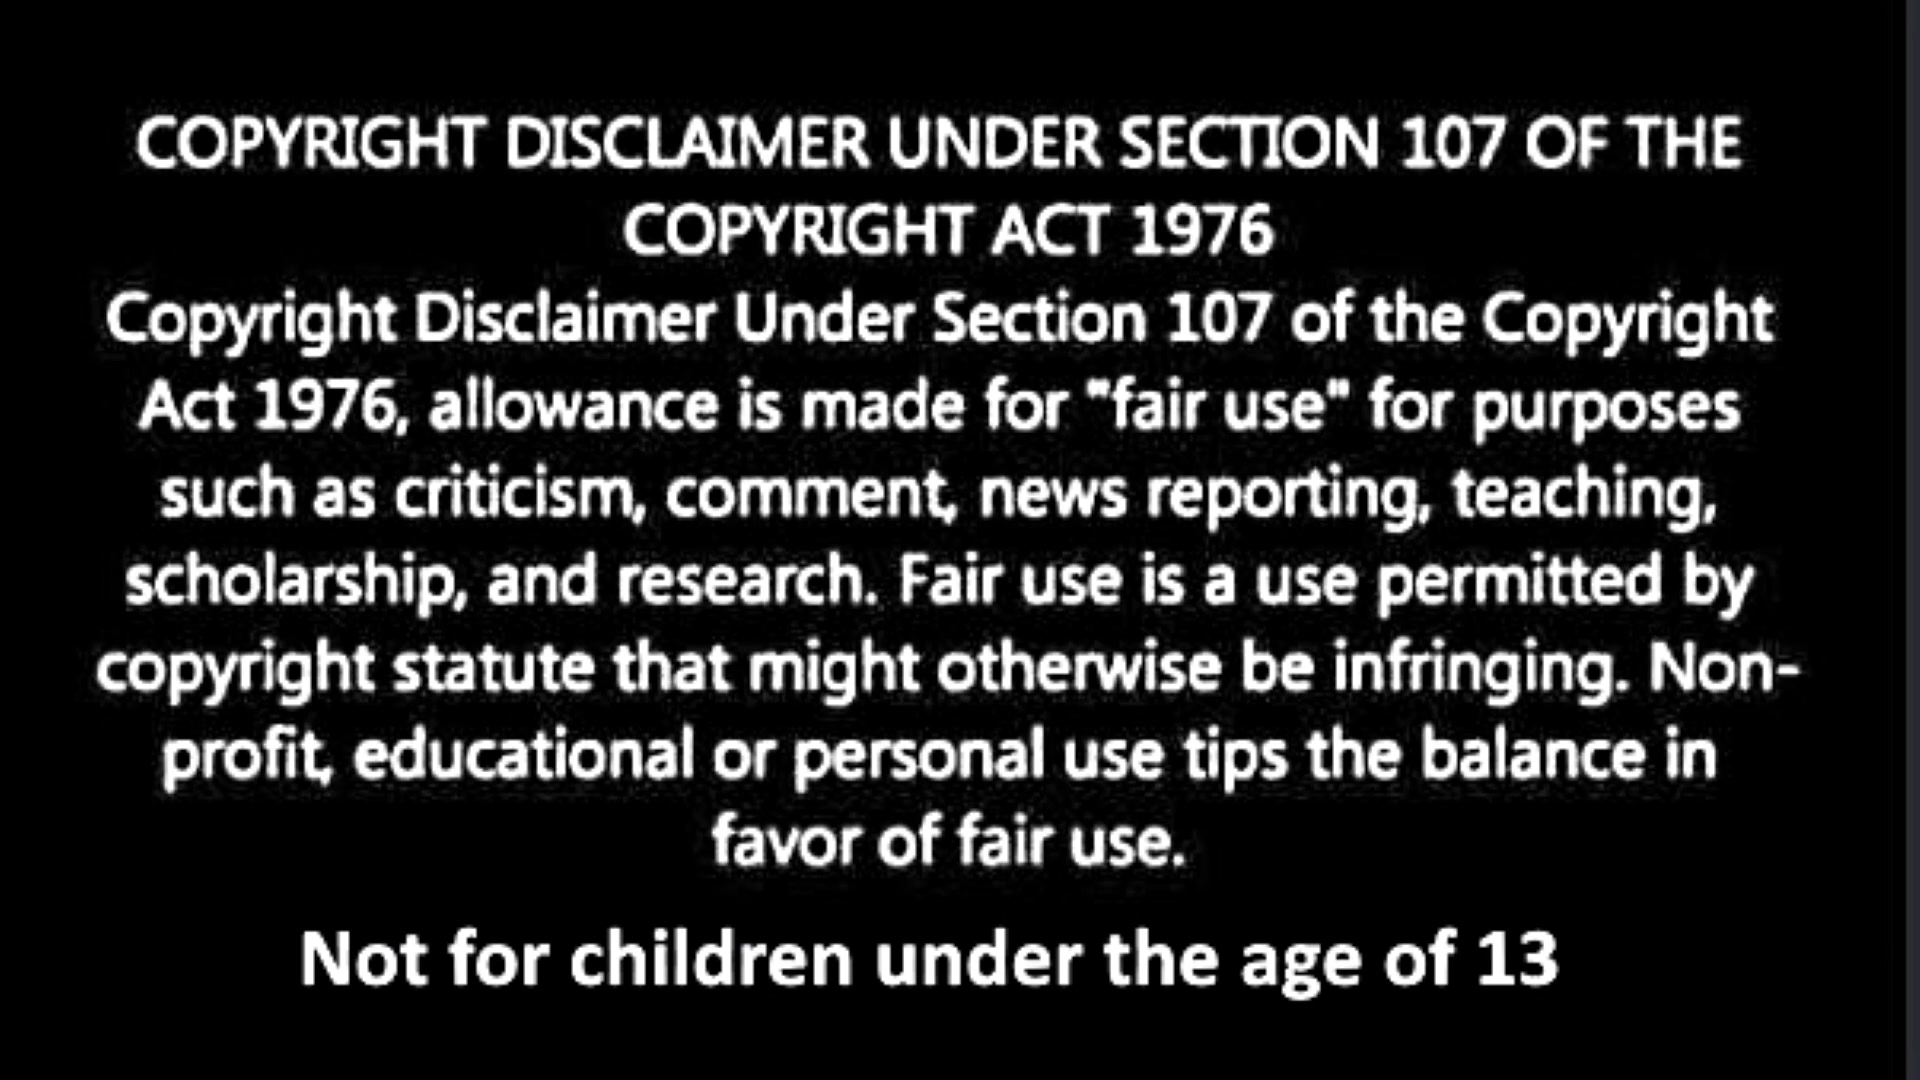 COPYRIGHT DISCLAIMER UNDER SECTION 107 OF THE
COPYRIGHT ACT 1976
Copyright Disclaimer Under Section 107 of the Copyright
Act 1976, allowance is made for "fair use" for purposes
such as criticism, comment, news reporting, teaching,
scholarship, and research. Fair use is a use permitted by
copyright statute that might otherwise be infringing. Non-
profit, educational or personal use tips the balance in
favor of fair use.
Not for children under the age of 13